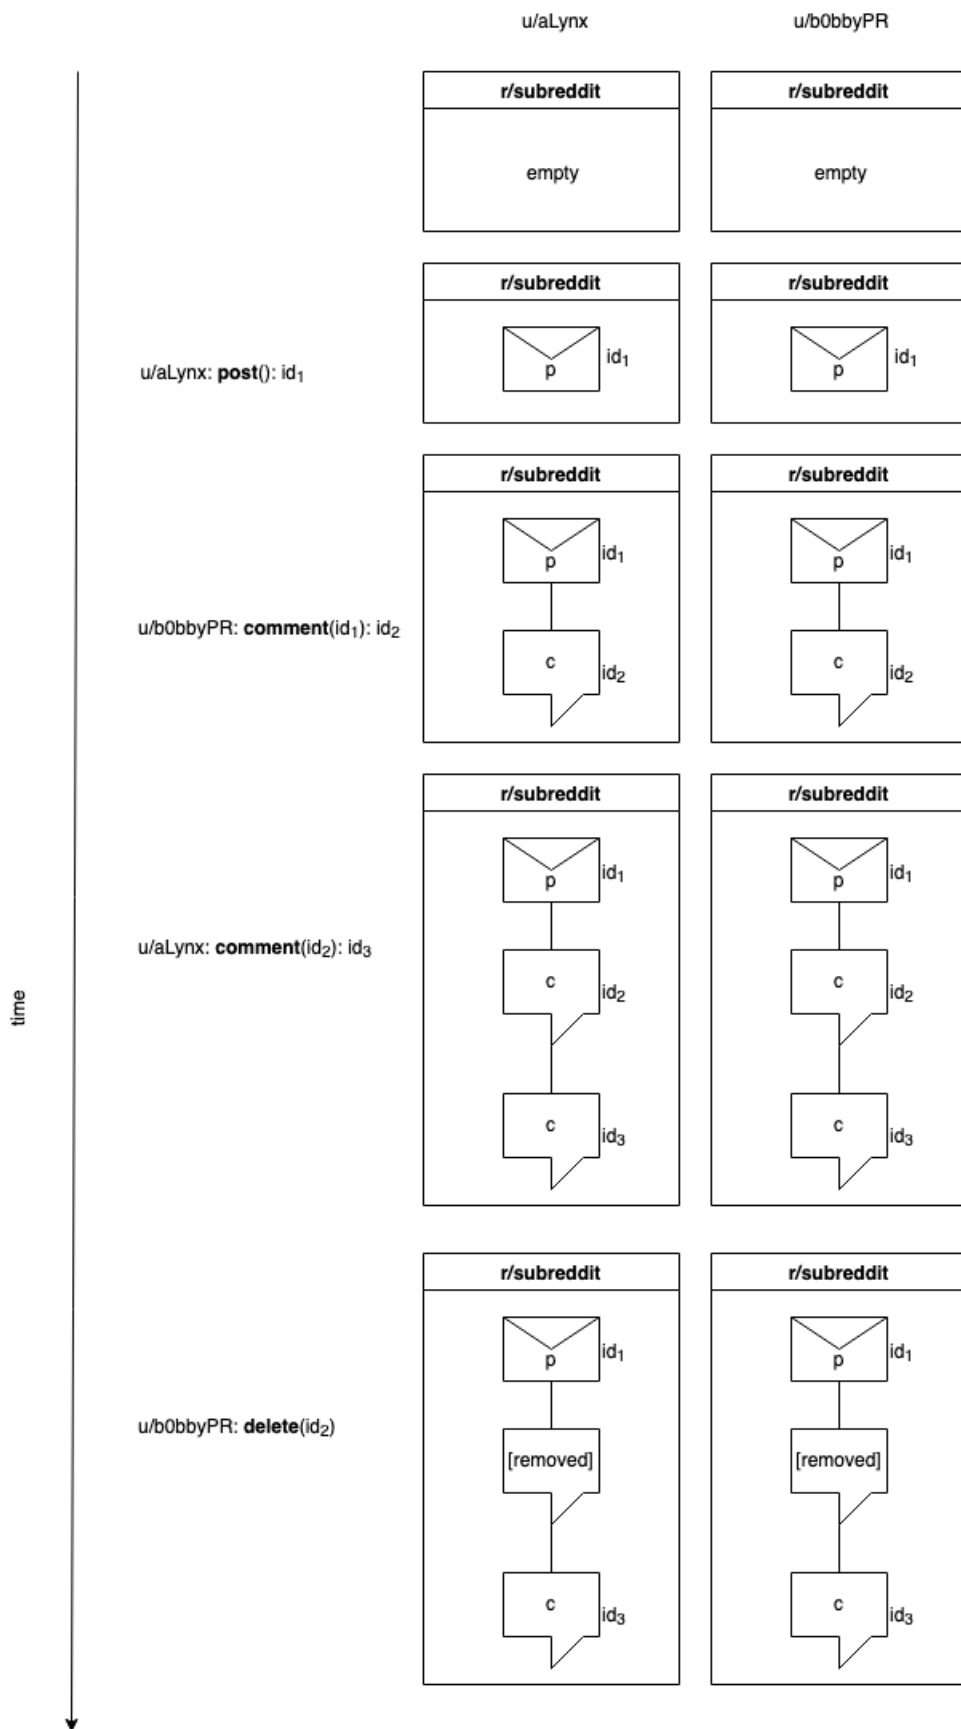 u/aLynx u/b0bbyPR
r/subreddit r/subreddit
empty empty
r/subreddit r/subreddit
u/aLynx: post(): id₁
p id₁ p id₁
r/subreddit r/subreddit
p id₁ p id₁
u/b0bbyPR: comment(id₁): id₂
c id₂ c id₂
r/subreddit r/subreddit
p id₁ p id₁
u/aLynx: comment(id₂): id₃
c id₂ c id₂
time
c id₃ c id₃
r/subreddit r/subreddit
p id₁ p id₁
u/b0bbyPR: delete(id₂)
[removed] [removed]
c id₃ c id₃